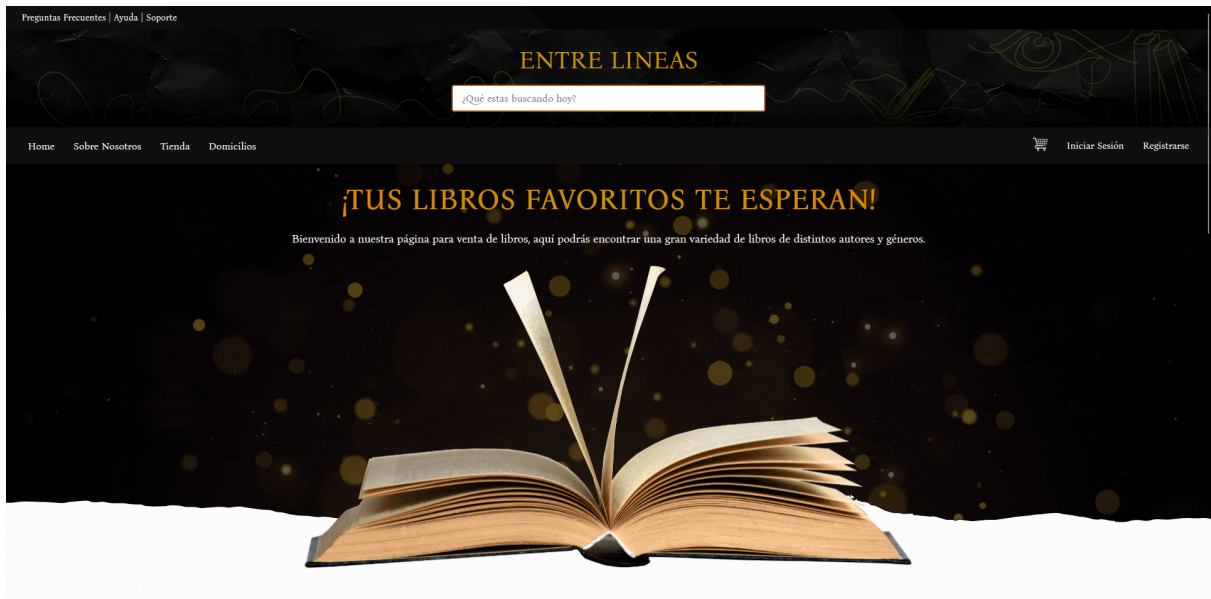 Preguntas Frecuentes | Ayuda | Soporte
ENTRE LINEAS
¿Qué estas buscando hoy?
Home Sobre Nosotros Tienda Domicilios Iniciar Sesión Registrarse
¡TUS LIBROS FAVORITOS TE ESPERAN!
Bienvenido a nuestra página para venta de libros, aquí podrás encontrar una gran variedad de libros de distintos autores y géneros.